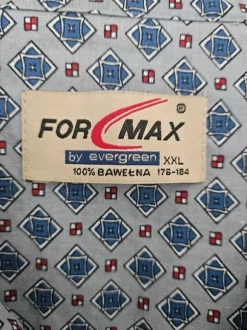 FOR MAX
by evergreen XXL
100% BAWEŁNA 176-184